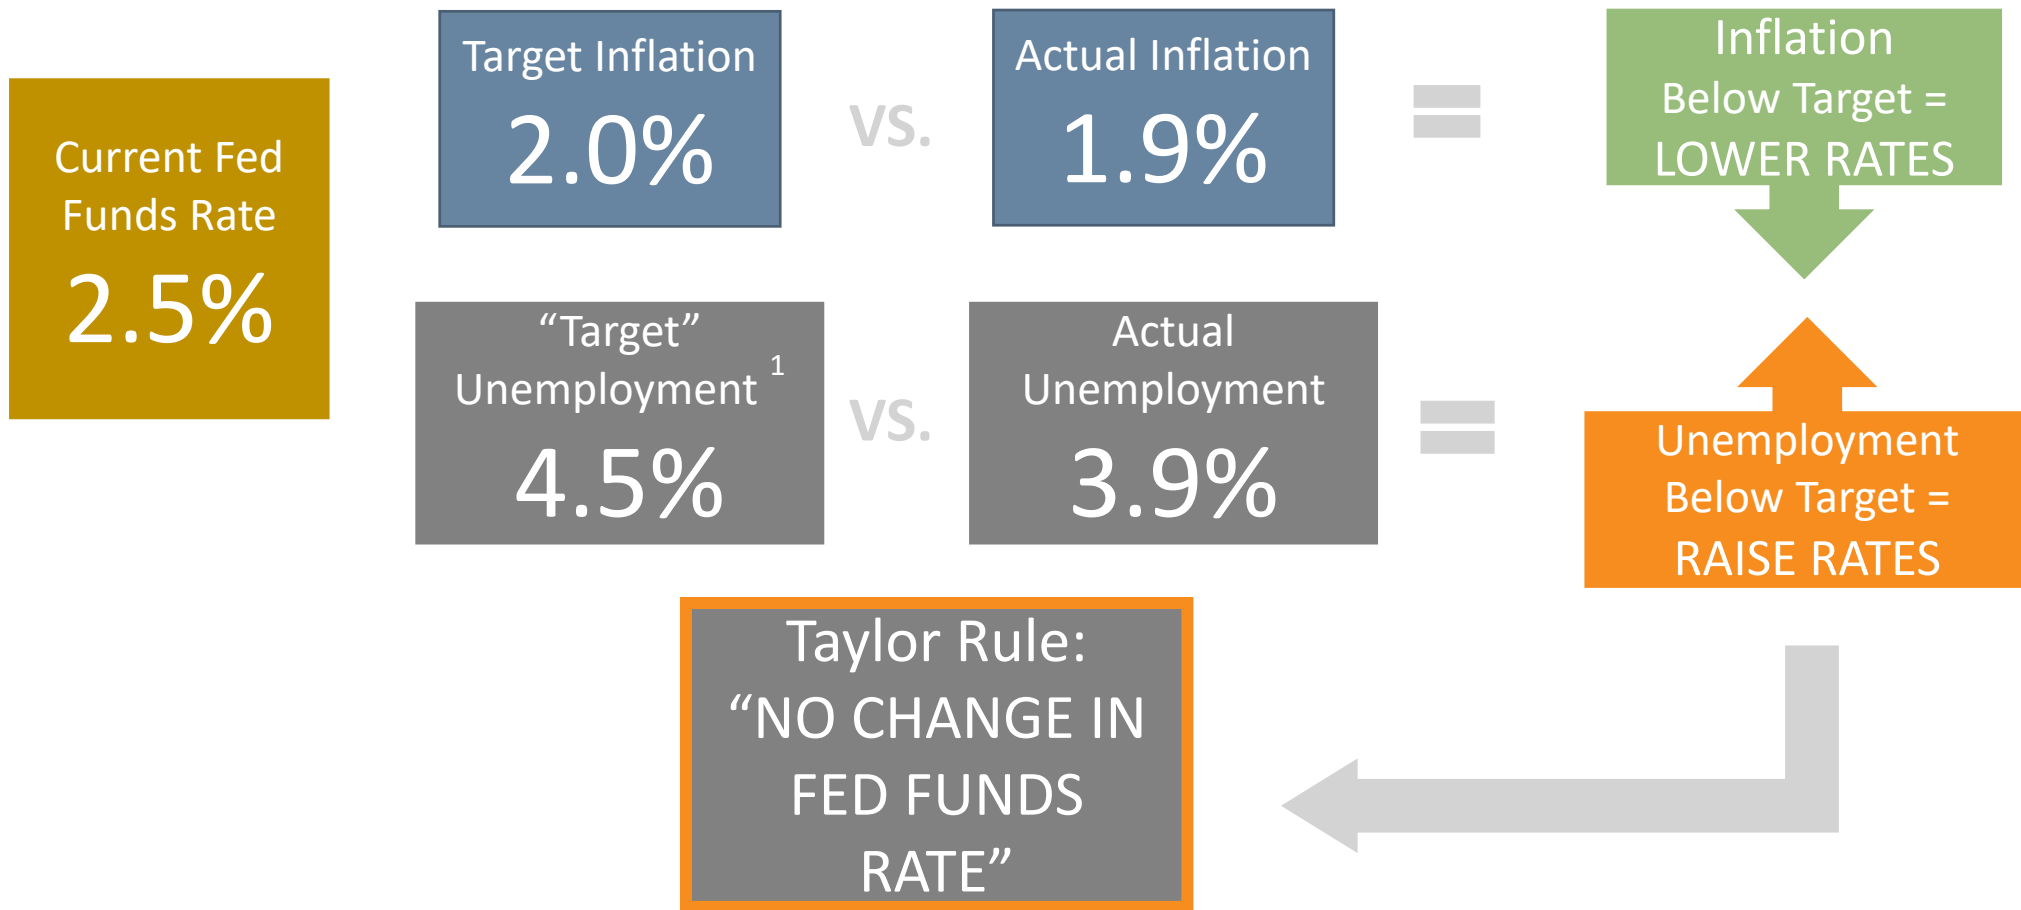 Current Fed
Funds Rate
2.5%
Target Inflation
2.0%
vs.
Actual Inflation
1.9%
Inflation
Below Target =
LOWER RATES
“Target”
Unemployment 1
4.5%
vs.
Actual
Unemployment
3.9%
Unemployment
Below Target =
RAISE RATES
Taylor Rule:
“NO CHANGE IN
FED FUNDS
RATE”